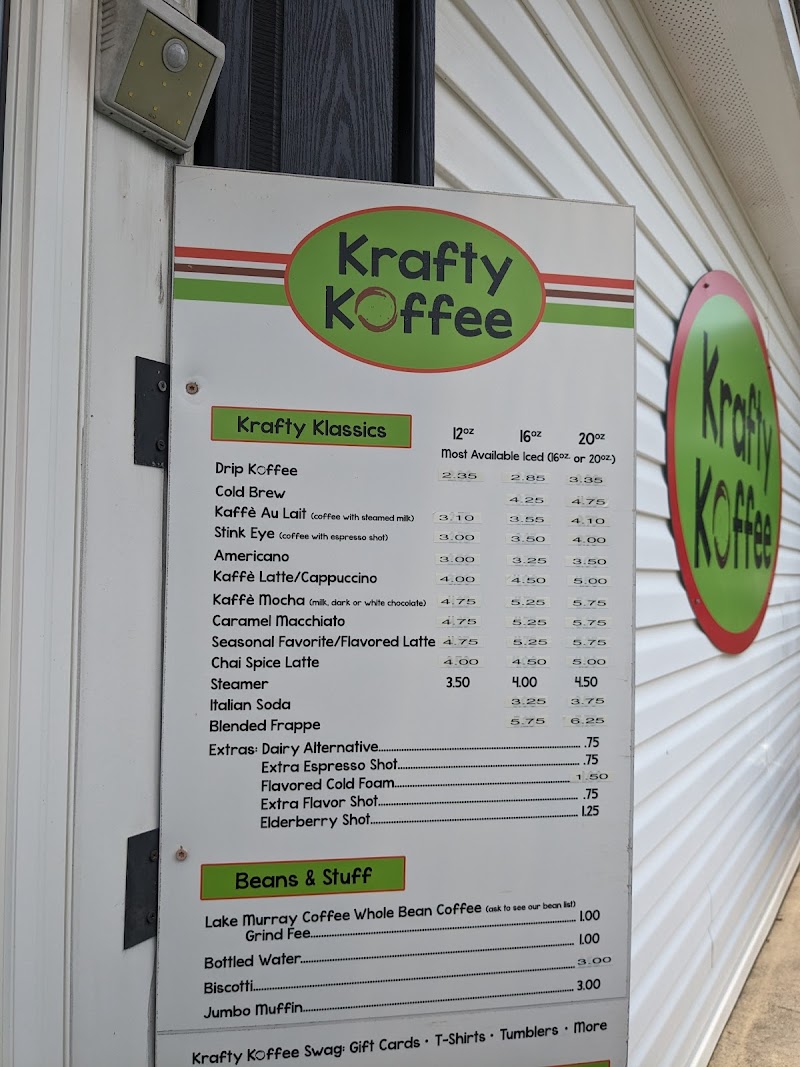 Krafty
Koffee
Krafty Klassics
12oz 16oz 20oz
Most Available Iced (16oz. or 20oz.)
Drip Koffee 2.35 2.85 3.35
Cold Brew 4.25 4.75
Kaffè Au Lait (coffee with steamed milk) 3.10 3.55 4.10
Stink Eye (coffee with espresso shot) 3.00 3.50 4.00
Americano 3.00 3.25 3.50
Kaffè Latte/Cappuccino 4.00 4.50 5.00
Kaffè Mocha (milk, dark or white chocolate) 4.75 5.25 5.75
Caramel Macchiato 4.75 5.25 5.75
Seasonal Favorite/Flavored Latte 4.75 5.25 5.75
Chai Spice Latte 4.00 4.50 5.00
Steamer 3.50 4.00 4.50
Italian Soda 3.25 3.75
Blended Frappe 5.75 6.25
Extras: Dairy Alternative .75
Extra Espresso Shot .75
Flavored Cold Foam 1.50
Extra Flavor Shot .75
Elderberry Shot 1.25
Beans & Stuff
Lake Murray Coffee Whole Bean Coffee (ask to see our bean list)
Grind Fee 1.00
Bottled Water 1.00
Biscotti 3.00
Jumbo Muffin 3.00
Krafty Koffee Swag: Gift Cards • T-Shirts • Tumblers • More
Krafty
Koffee